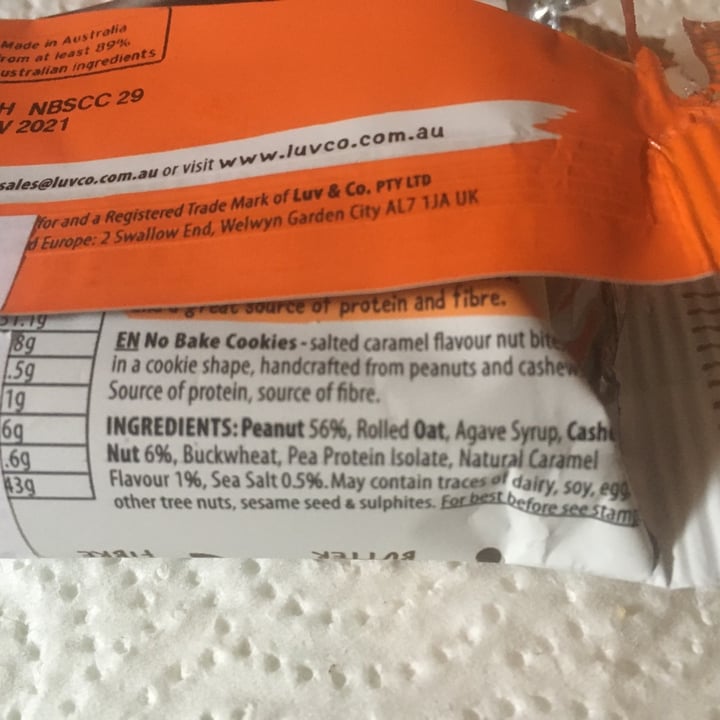 Made in Australia
from at least 89%
Australian ingredients
H NBSCC 29
V 2021
sales@luvco.com.au or visit www.luvco.com.au
for and a Registered Trade Mark of Luv & Co. PTY LTD
d Europe: 2 Swallow End, Welwyn Garden City AL7 1JA UK
great source of protein and fibre.
51.1g
8g
.5g
1g
6g
.6g
43g
EN No Bake Cookies - salted caramel flavour nut bite
in a cookie shape, handcrafted from peanuts and cashew
Source of protein, source of fibre.
INGREDIENTS: Peanut 56%, Rolled Oat, Agave Syrup, Cashe
Nut 6%, Buckwheat, Pea Protein Isolate, Natural Caramel
Flavour 1%, Sea Salt 0.5%. May contain traces of dairy, soy, egg,
other tree nuts, sesame seed & sulphites. For best before see stamp